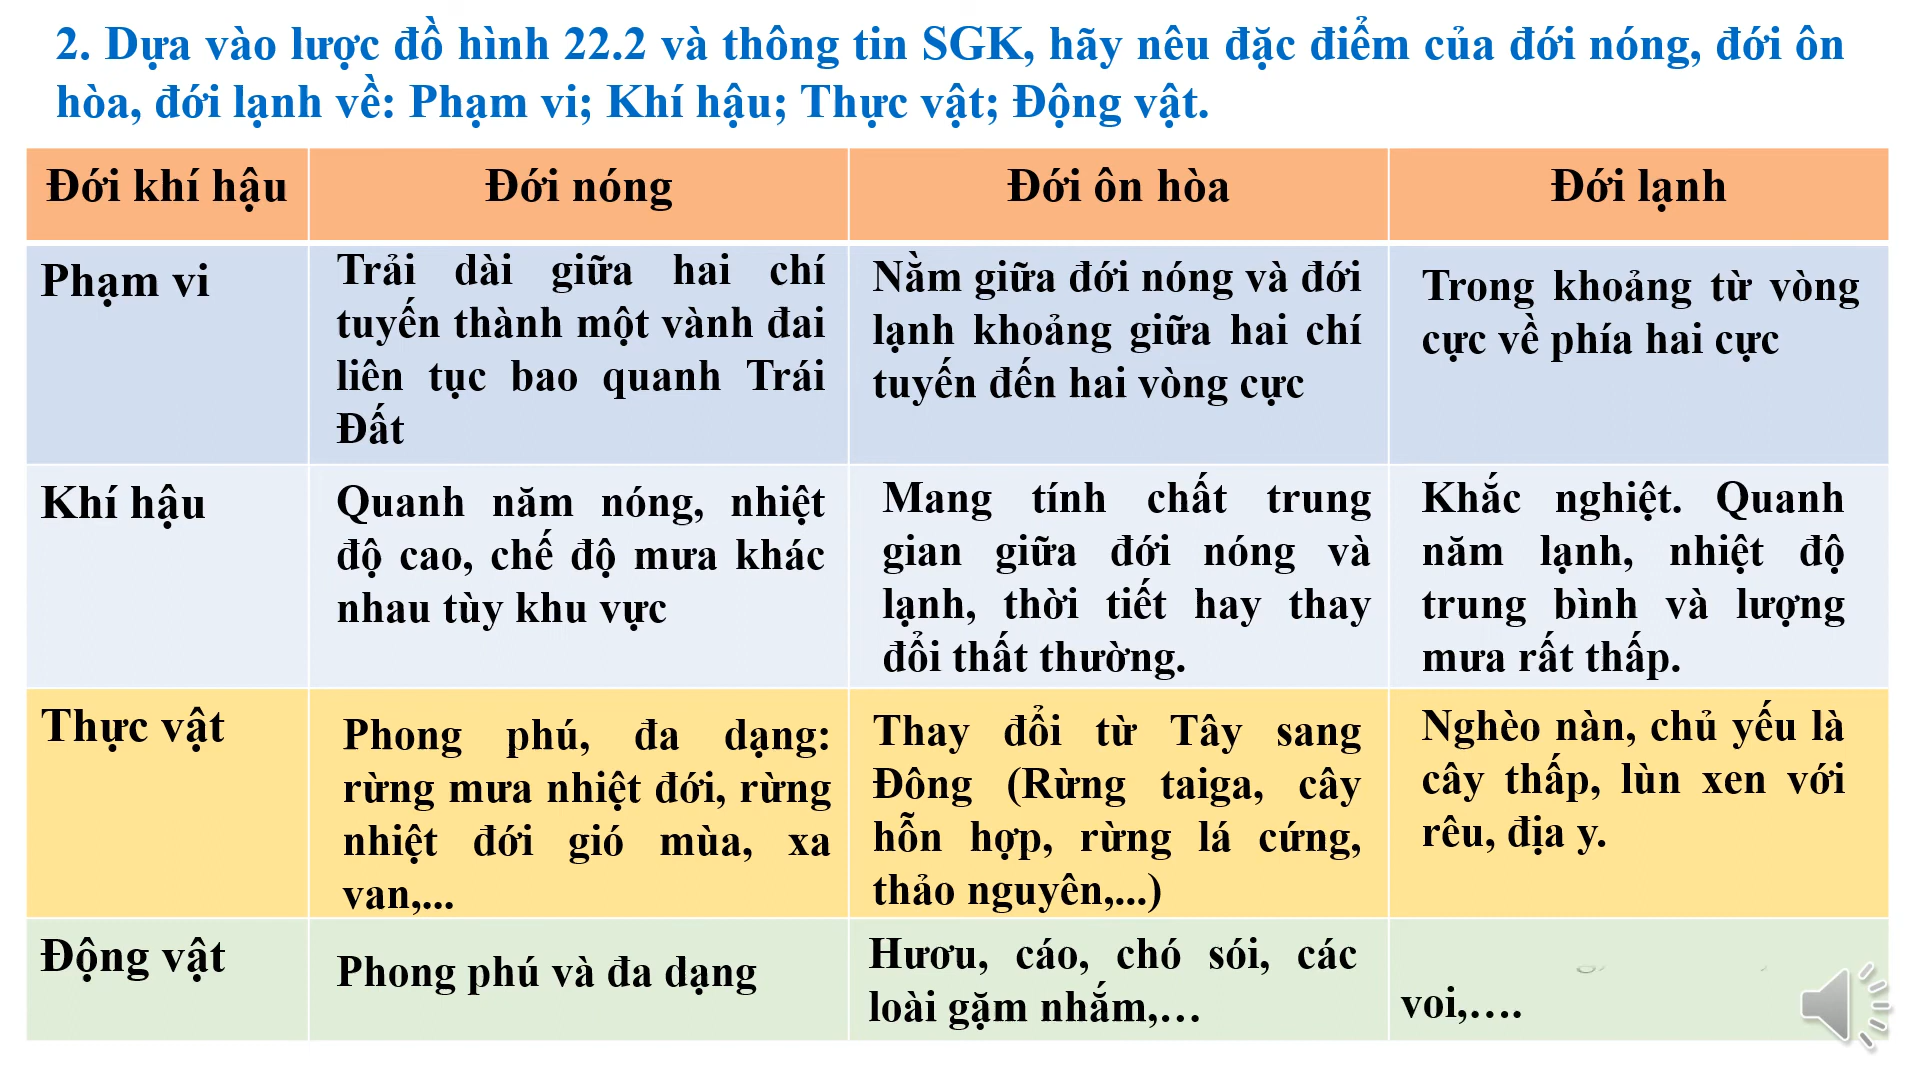 2. Dựa vào lược đồ hình 22.2 và thông tin SGK, hãy nêu đặc điểm của đới nóng, đới ôn
hòa, đới lạnh về: Phạm vi; Khí hậu; Thực vật; Động vật.
Đới khí hậu
Đới nóng
Đới ôn hòa
Đới lạnh
Phạm vi
Trải dài giữa hai chí
tuyến thành một vành đai
liên tục bao quanh Trái
Đất
Nằm giữa đới nóng và đới
lạnh khoảng giữa hai chí
tuyến đến hai vòng cực
Trong khoảng từ vòng
cực về phía hai cực
Khí hậu
Quanh năm nóng, nhiệt
độ cao, chế độ mưa khác
nhau tùy khu vực
Mang tính chất trung
gian giữa đới nóng và
lạnh, thời tiết hay thay
đổi thất thường.
Khắc nghiệt. Quanh
năm lạnh, nhiệt độ
trung bình và lượng
mưa rất thấp.
Thực vật
Phong phú, đa dạng:
rừng mưa nhiệt đới, rừng
nhiệt đới gió mùa, xa
van,...
Thay đổi từ Tây sang
Đông (Rừng taiga, cây
hỗn hợp, rừng lá cứng,
thảo nguyên,...)
Nghèo nàn, chủ yếu là
cây thấp, lùn xen với
rêu, địa y.
Động vật
Phong phú và đa dạng
Hươu, cáo, chó sói, các
loài gặm nhắm,…
voi,….